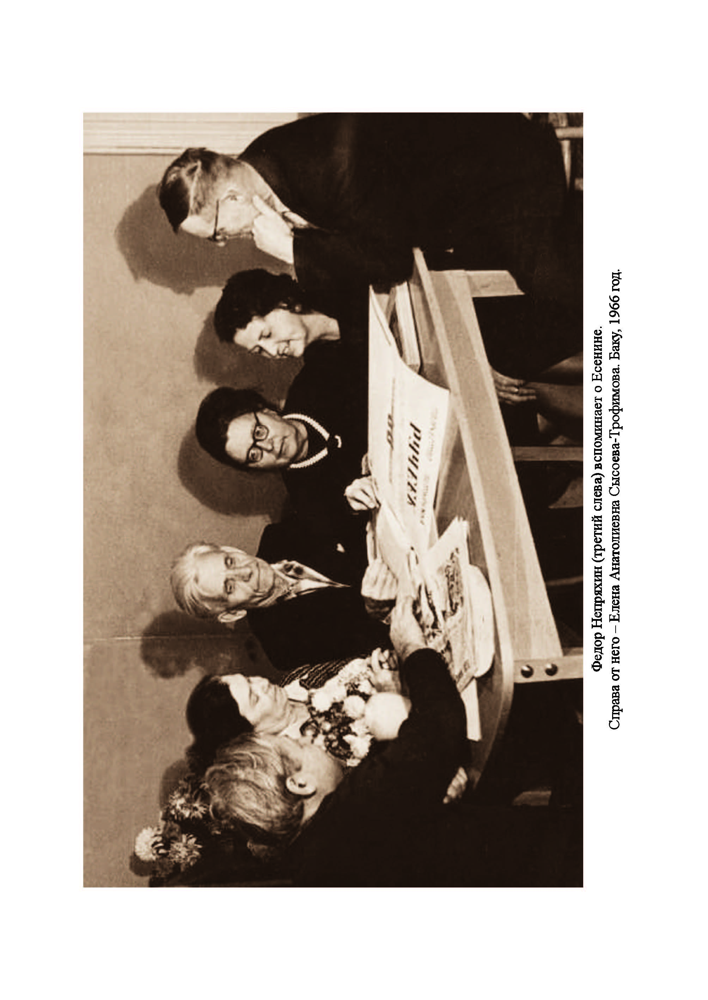 Федор Непряхин (третий слева) вспоминает о Есенине.
Справа от него – Елена Анатолиевна Сысоева-Трофимова. Баку, 1966 год.